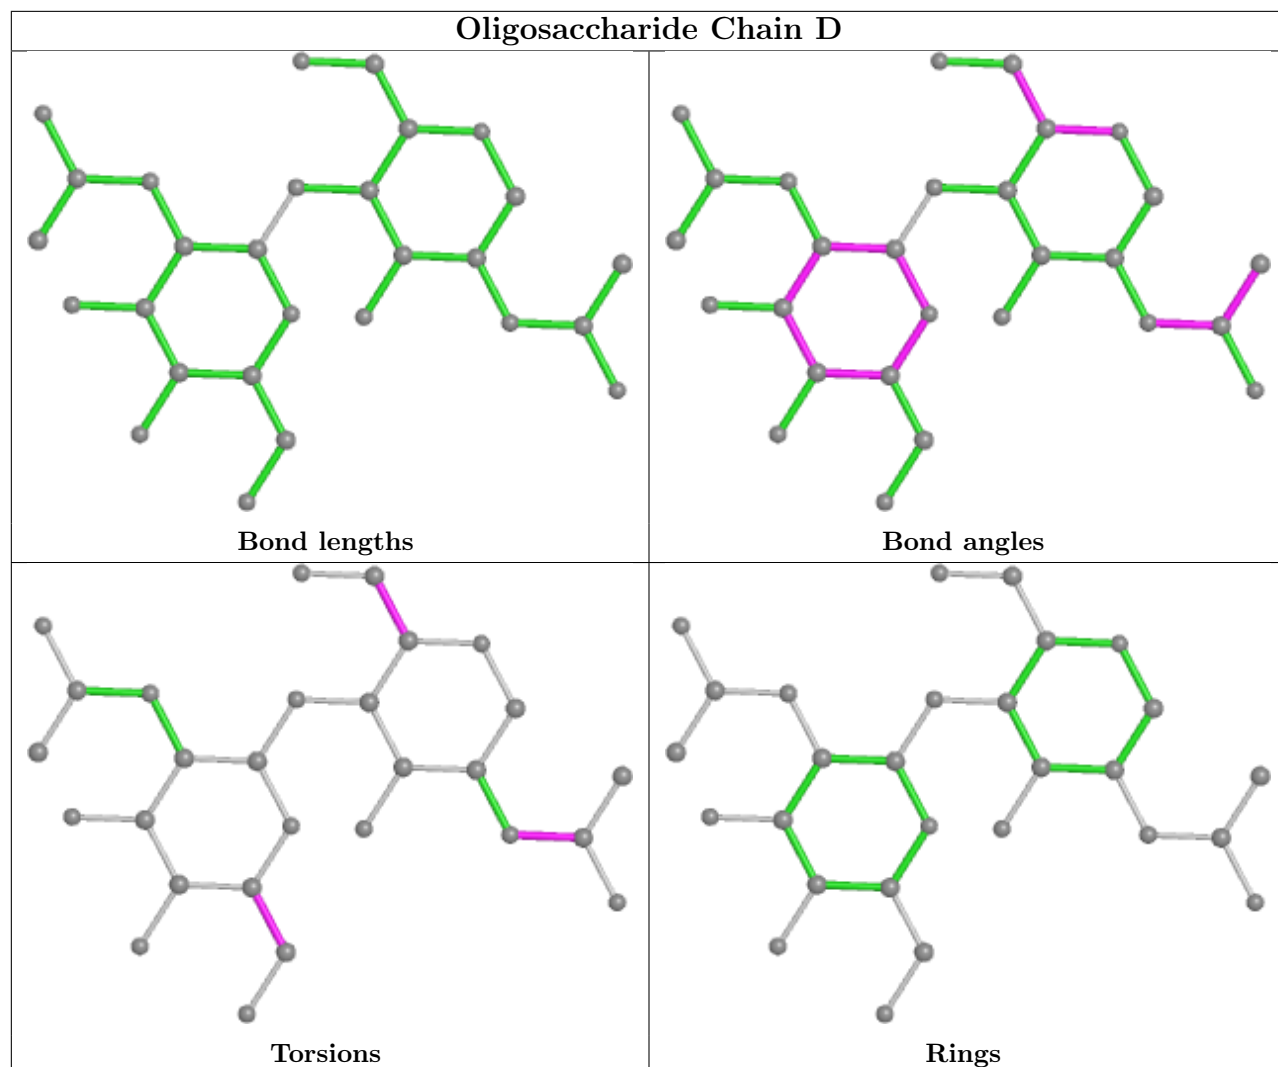 Oligosaccharide Chain D
Bond lengths
Bond angles
Torsions
Rings